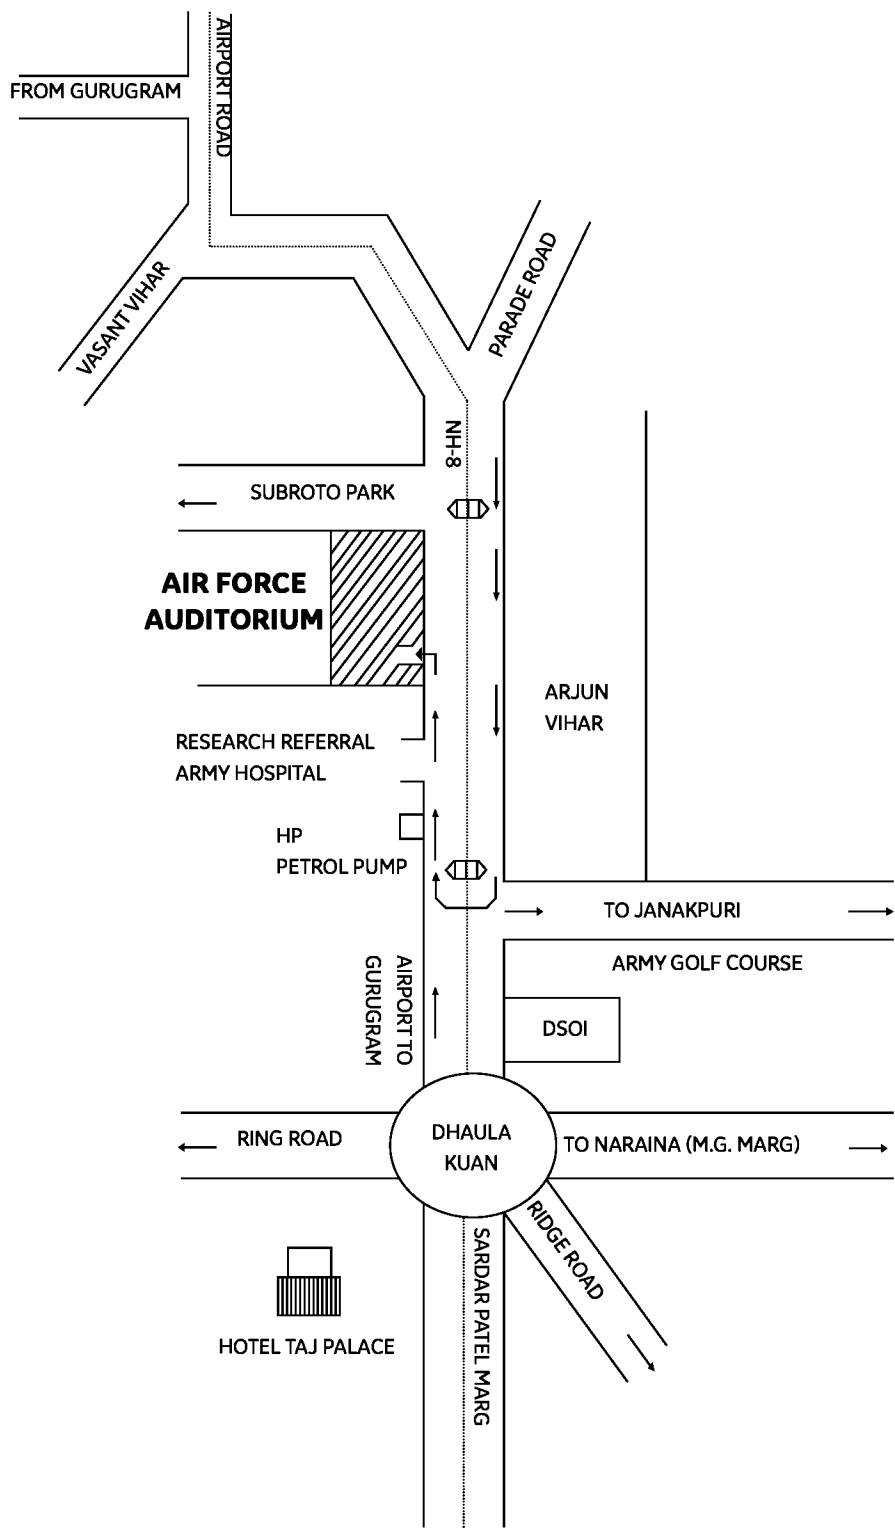 AIRPORT ROAD
FROM GURUGRAM
VASANT VIHAR
PARADE ROAD
NH-8
SUBROTO PARK
AIR FORCE
AUDITORIUM
ARJUN
VIHAR
RESEARCH REFERRAL
ARMY HOSPITAL
HP
PETROL PUMP
TO JANAKPURI
ARMY GOLF COURSE
AIRPORT TO
GURUGRAM
DSOI
RING ROAD
DHAULA
KUAN
TO NARAINA (M.G. MARG)
RIDGE ROAD
SARDAR PATEL MARG
HOTEL TAJ PALACE